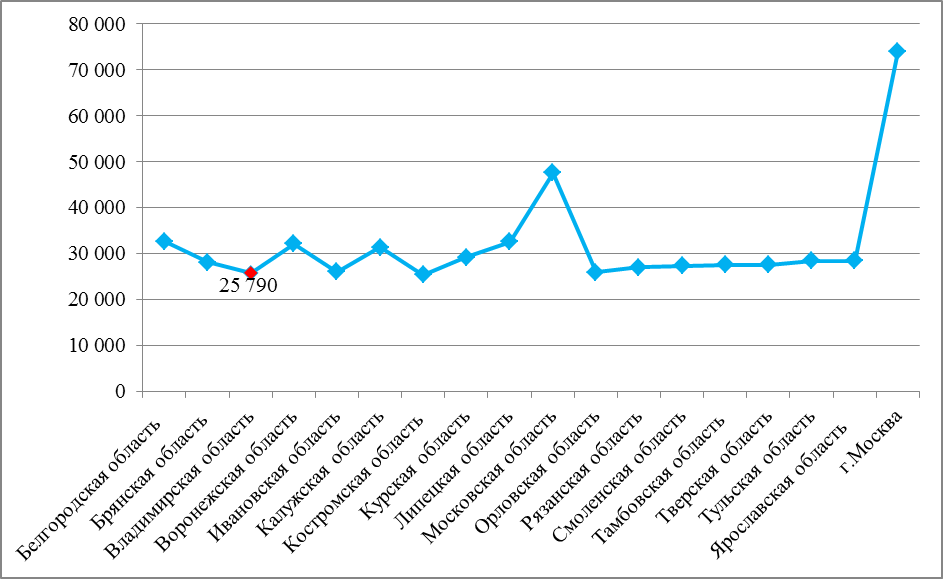 80 000
70 000
60 000
50 000
40 000
30 000
20 000
10 000
0
25 790
Белгородская область
Брянская область
Владимирская область
Воронежская область
Ивановская область
Калужская область
Костромская область
Курская область
Липецкая область
Московская область
Орловская область
Рязанская область
Смоленская область
Тамбовская область
Тверская область
Тульская область
Ярославская область
г.Москва